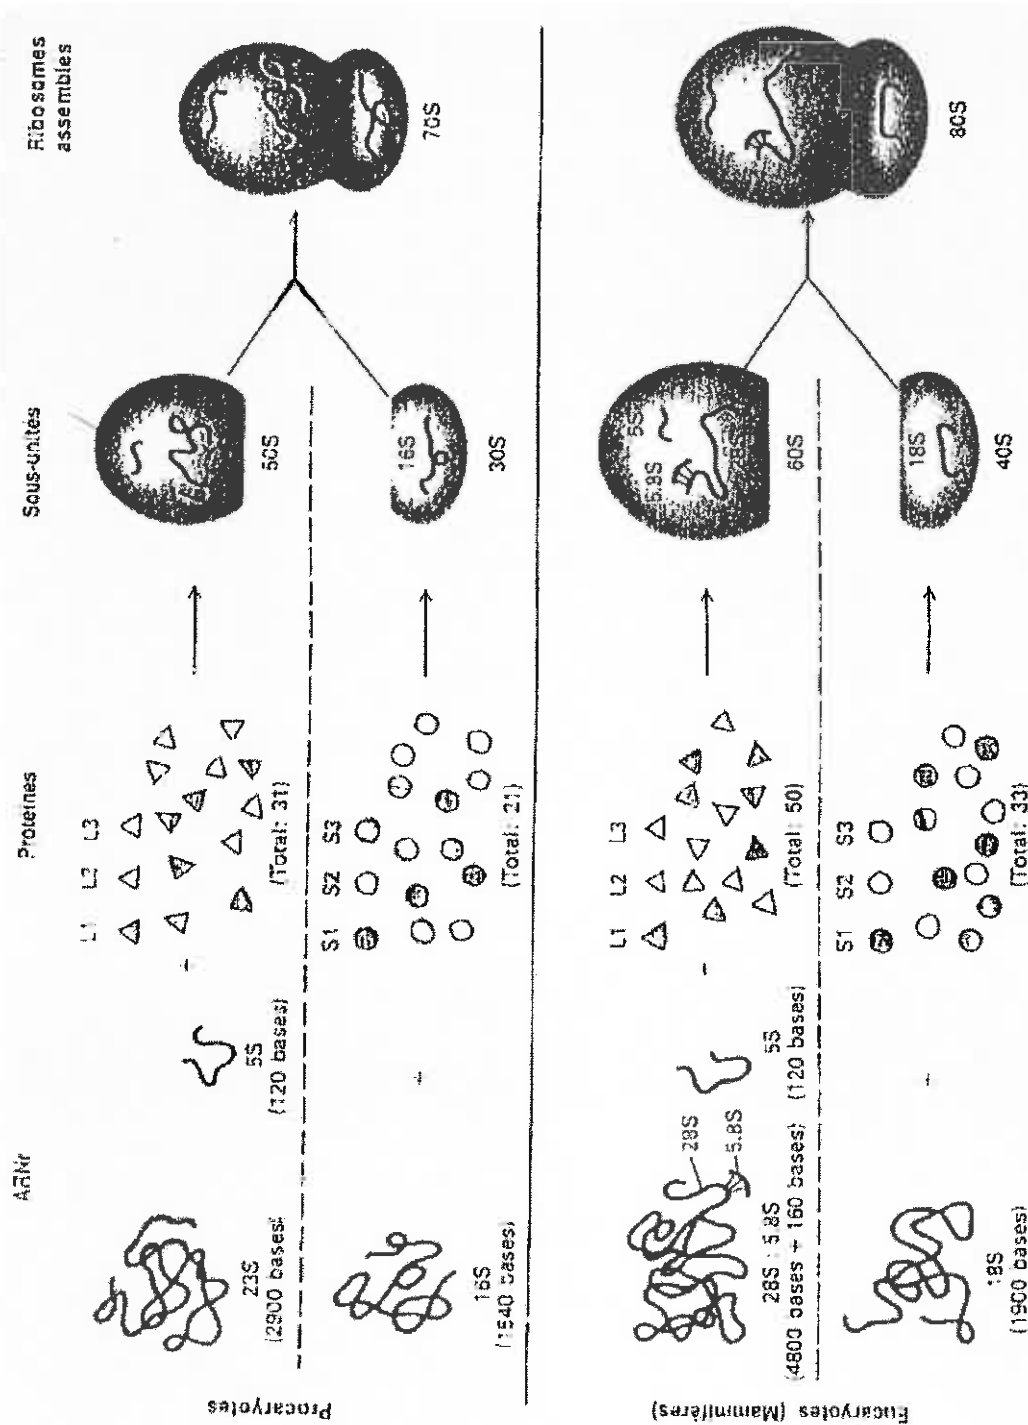 ARNr
Protéines
Sous-unités
Ribosomes
assemblés
Procaryotes
23S
(2900 bases)
5S
(120 bases)
+
L1 L2 L3
(Total: 31)
50S
16S
(1540 bases)
+
S1 S2 S3
(Total: 21)
16S
30S
70S
Eucaryotes (Mammifères)
28S
5.8S
28S : 5.8S
(4800 bases + 160 bases)
5S
(120 bases)
L1 L2 L3
(Total: 50)
5.8S
5S
28S
60S
18S
(1900 bases)
+
S1 S2 S3
(Total: 33)
18S
40S
80S